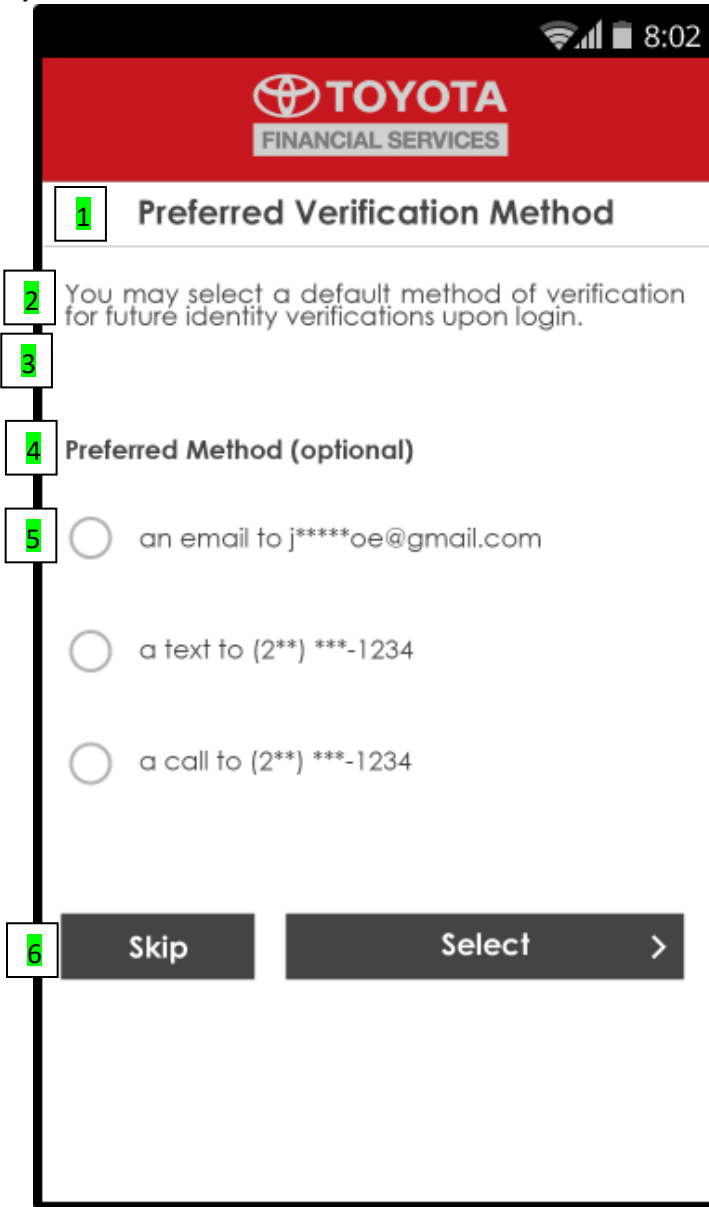 8:02
TOYOTA
FINANCIAL SERVICES
1 Preferred Verification Method
2 You may select a default method of verification
for future identity verifications upon login.
3
4 Preferred Method (optional)
5 an email to j*****oe@gmail.com
a text to (2**) ***-1234
a call to (2**) ***-1234
6 Skip Select >